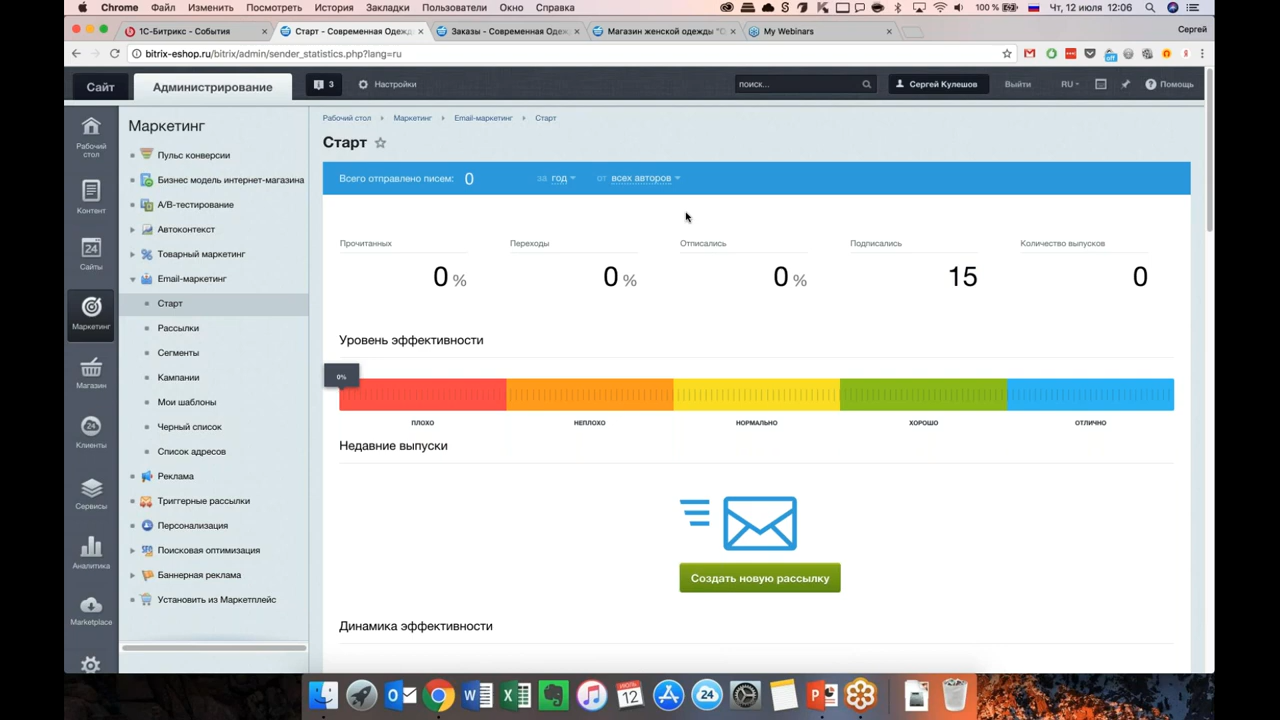 Chrome Файл Изменить Посмотреть История Закладки Пользователи Окно Справка 100 % Чт, 12 июля 12:06
1С-Битрикс - События × Старт - Современная Одежд × Заказы - Современная Одеж × Магазин женской одежды "О × My Webinars × Сергей
bitrix-eshop.ru/bitrix/admin/sender_statistics.php?lang=ru
Сайт Администрирование 3 Настройки поиск... Сергей Кулешов Выйти RU Помощь
Рабочий стол
Контент
24
Сайты
Маркетинг
Магазин
24
Клиенты
Сервисы
Аналитика
Marketplace
Маркетинг
Пульс конверсии
Бизнес модель интернет-магазина
A/B-тестирование
Автоконтекст
Товарный маркетинг
Email-маркетинг
Старт
Рассылки
Сегменты
Кампании
Мои шаблоны
Черный список
Список адресов
Реклама
Триггерные рассылки
Персонализация
Поисковая оптимизация
Баннерная реклама
Установить из Маркетплейс
Рабочий стол Маркетинг Email-маркетинг Старт
Старт
Всего отправлено писем: 0 за год от всех авторов
Прочитанных Переходы Отписались Подписались Количество выпусков
0 % 0 % 0 % 15 0
Уровень эффективности
0%
ПЛОХО НЕПЛОХО НОРМАЛЬНО ХОРОШО ОТЛИЧНО
Недавние выпуски
Создать новую рассылку
Динамика эффективности
12 24